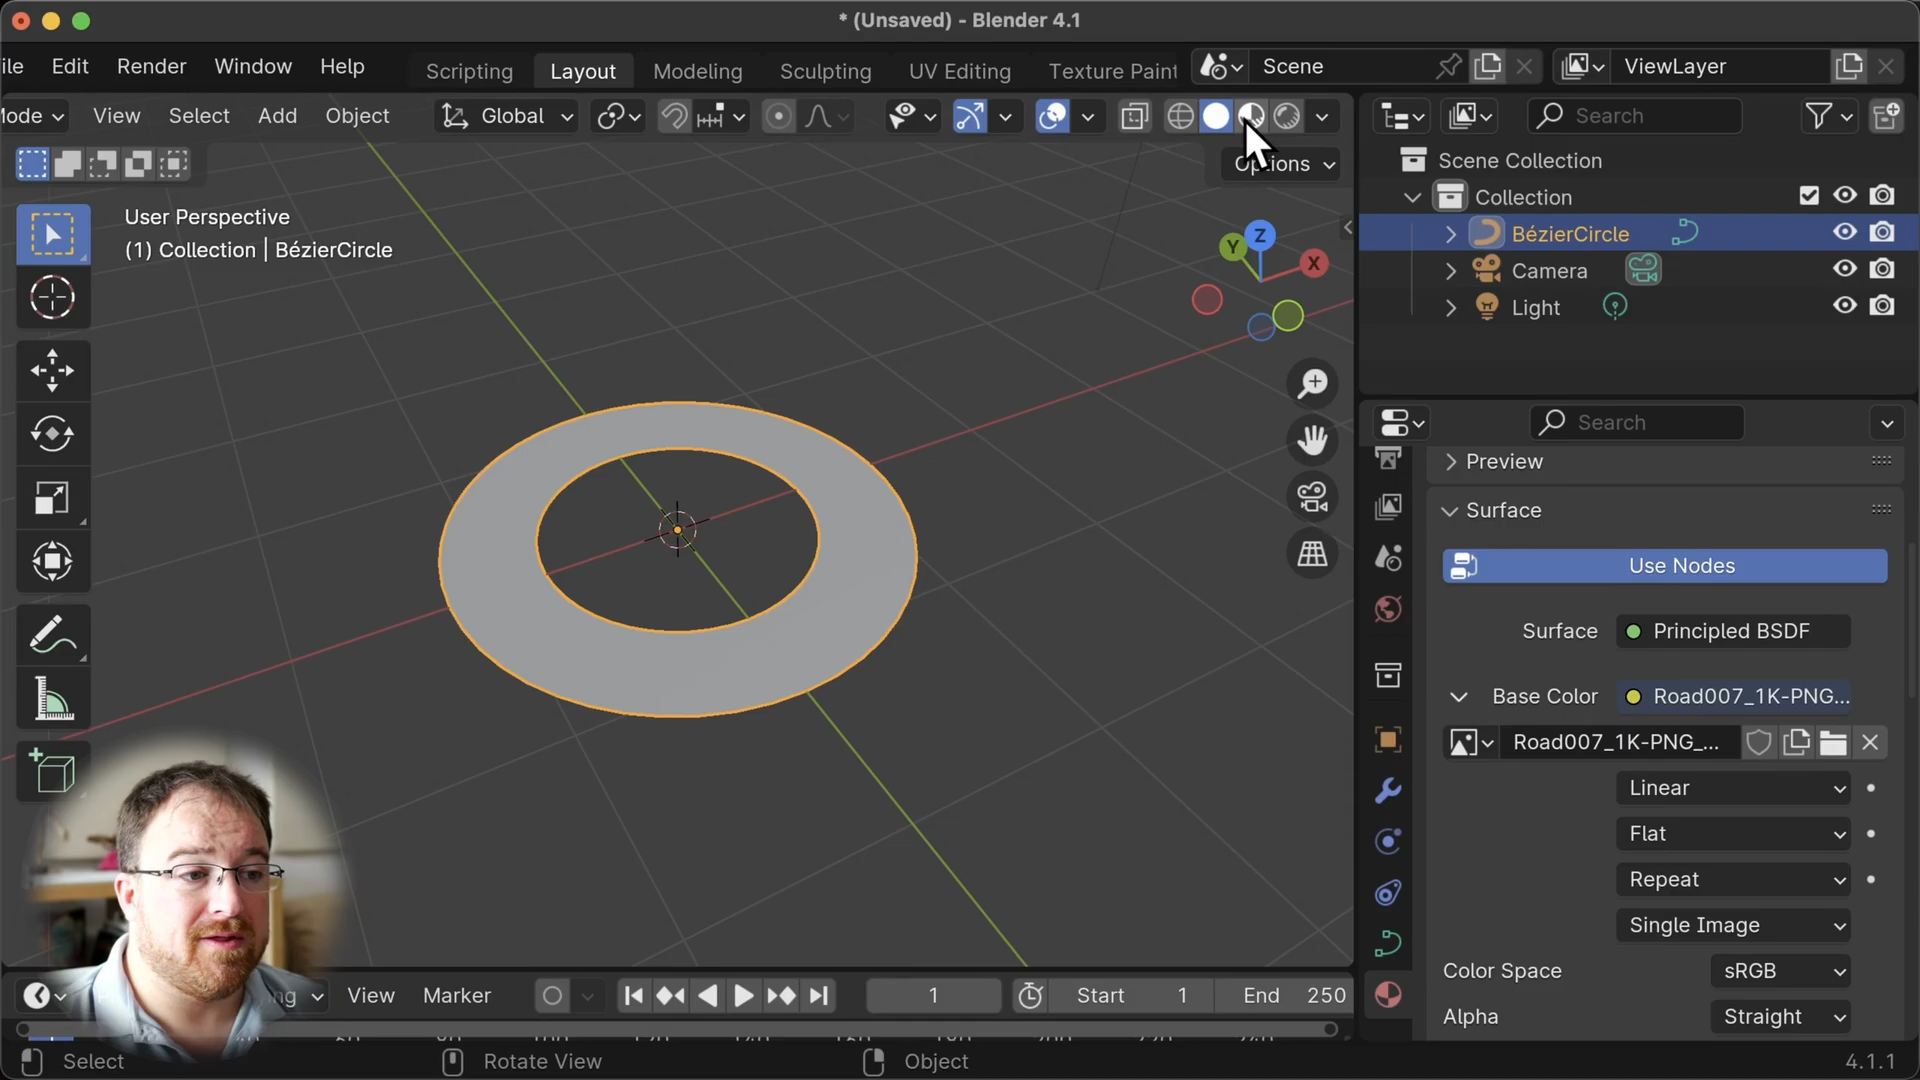 * (Unsaved) - Blender 4.1
ile Edit Render Window Help Scripting Layout Modeling Sculpting UV Editing Texture Paint Scene ViewLayer
Mode View Select Add Object Global Search
Options
Scene Collection
Collection
BézierCircle
Camera
Light
User Perspective
(1) Collection | BézierCircle
Z
Y
X
Search
Preview
Surface
Use Nodes
Surface Principled BSDF
Base Color Road007_1K-PNG...
Road007_1K-PNG_...
Linear
Flat
Repeat
Single Image
Color Space sRGB
Alpha Straight
ng View Marker 1 Start 1 End 250
Select Rotate View Object 4.1.1